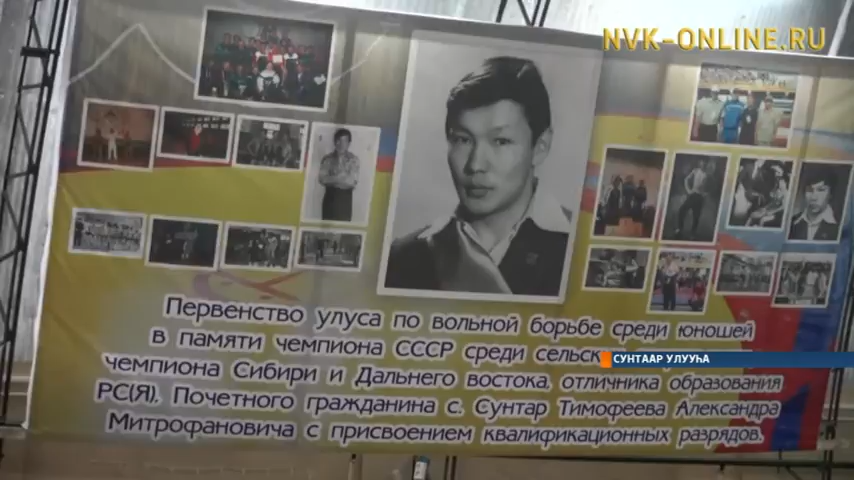 NVK-ONLINE.RU
Первенство улуса по вольной борьбе среди юношей
в памяти чемпиона СССР среди сельск
СУНТААР УЛУУҺА
чемпиона Сибири и Дальнего востока, отличника образования
РС(Я), Почетного гражданина с. Сунтар Тимофеева Александра
Митрофановича с присвоением квалификационных разрядов.